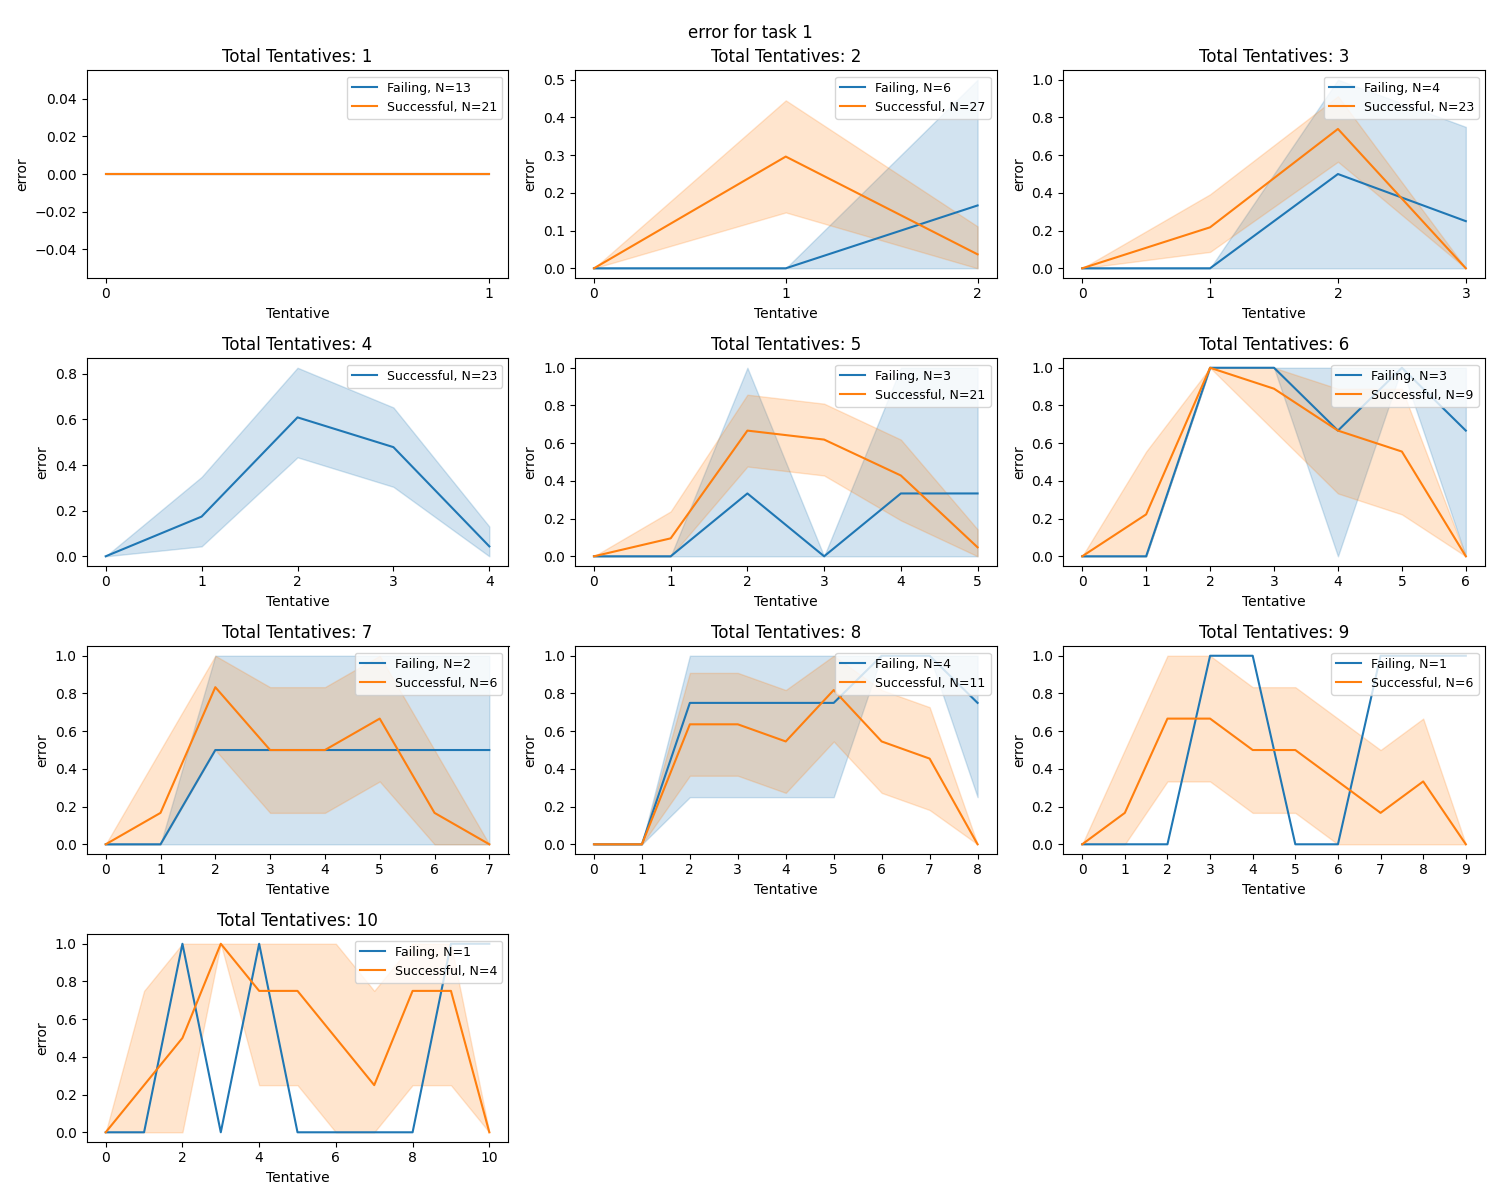 error for task 1
Total Tentatives: 1
error
0.04
0.02
0.00
−0.02
−0.04
Failing, N=13
Successful, N=21
0 1
Tentative
Total Tentatives: 2
error
0.5
0.4
0.3
0.2
0.1
0.0
Failing, N=6
Successful, N=27
0 1 2
Tentative
Total Tentatives: 3
error
1.0
0.8
0.6
0.4
0.2
0.0
Failing, N=4
Successful, N=23
0 1 2 3
Tentative
Total Tentatives: 4
error
0.8
0.6
0.4
0.2
0.0
Successful, N=23
0 1 2 3 4
Tentative
Total Tentatives: 5
error
1.0
0.8
0.6
0.4
0.2
0.0
Failing, N=3
Successful, N=21
0 1 2 3 4 5
Tentative
Total Tentatives: 6
error
1.0
0.8
0.6
0.4
0.2
0.0
Failing, N=3
Successful, N=9
0 1 2 3 4 5 6
Tentative
Total Tentatives: 7
error
1.0
0.8
0.6
0.4
0.2
0.0
Failing, N=2
Successful, N=6
0 1 2 3 4 5 6 7
Tentative
Total Tentatives: 8
error
1.0
0.8
0.6
0.4
0.2
0.0
Failing, N=4
Successful, N=11
0 1 2 3 4 5 6 7 8
Tentative
Total Tentatives: 9
error
1.0
0.8
0.6
0.4
0.2
0.0
Failing, N=1
Successful, N=6
0 1 2 3 4 5 6 7 8 9
Tentative
Total Tentatives: 10
error
1.0
0.8
0.6
0.4
0.2
0.0
Failing, N=1
Successful, N=4
0 2 4 6 8 10
Tentative